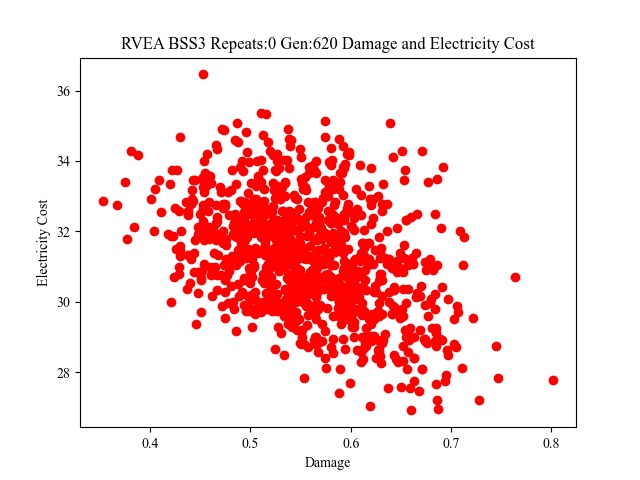 RVEA BSS3 Repeats:0 Gen:620 Damage and Electricity Cost
36
34
32
30
28
Electricity Cost
0.4 0.5 0.6 0.7 0.8
Damage